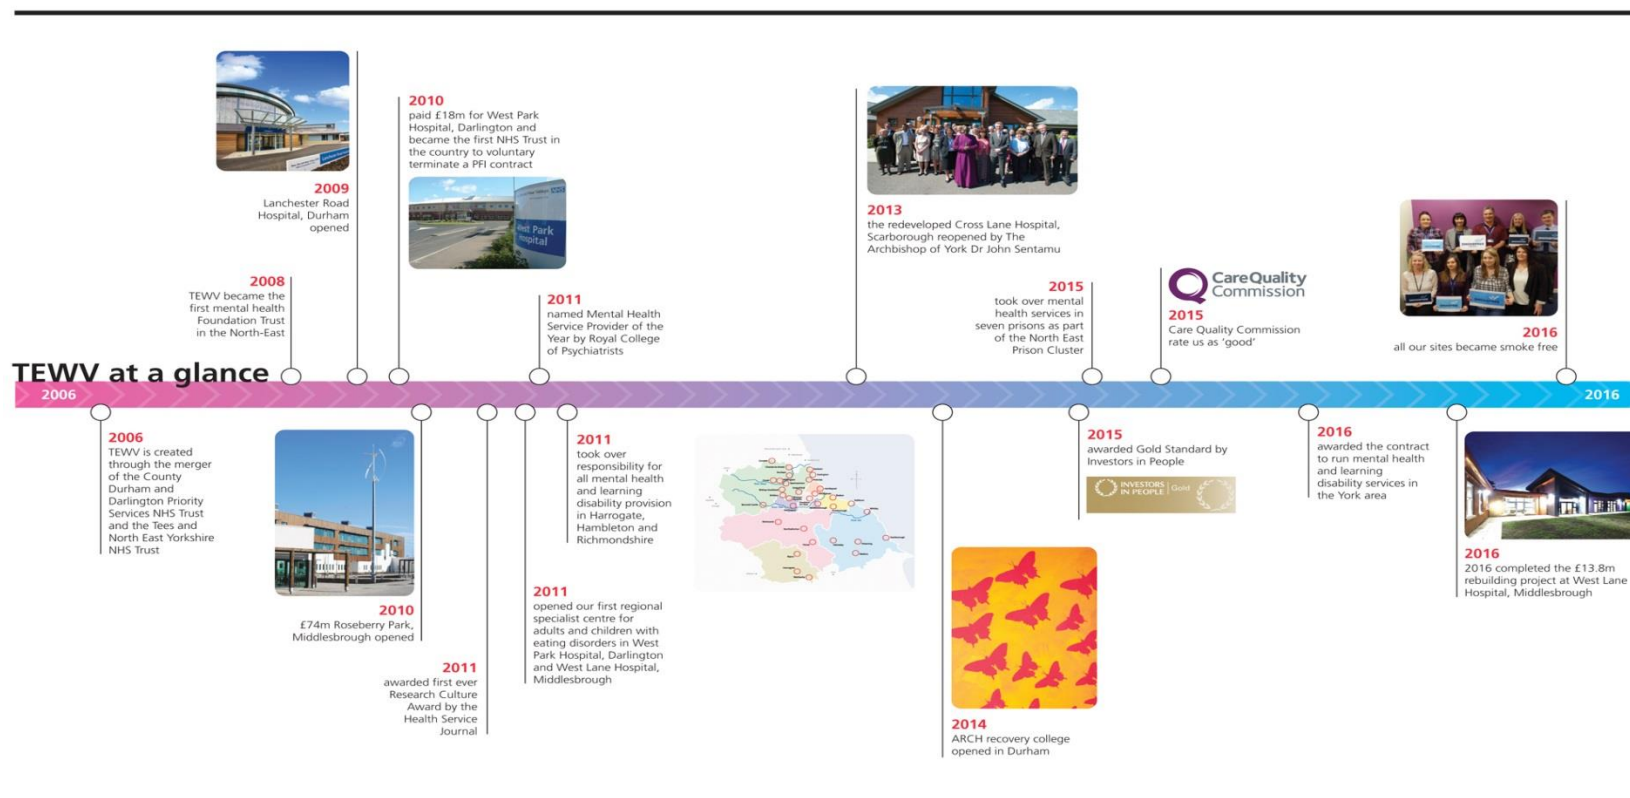 2009
Lanchester Road
Hospital, Durham
opened
2010
paid £18m for West Park
Hospital, Darlington and
became the first NHS Trust in
the country to voluntary
terminate a PFI contract
West Park
Hospital
2008
TEWV became the
first mental health
Foundation Trust
in the North-East
2011
named Mental Health
Service Provider of the
Year by Royal College
of Psychiatrists
2013
the redeveloped Cross Lane Hospital,
Scarborough reopened by The
Archbishop of York Dr John Sentamu
2015
took over mental
health services in
seven prisons as part
of the North East
Prison Cluster
CareQuality
Commission
2015
Care Quality Commission
rate us as ‘good’
2016
all our sites became smoke free
TEWV at a glance
2006
2016
2006
TEWV is created
through the merger
of the County
Durham and
Darlington Priority
Services NHS Trust
and the Tees and
North East Yorkshire
NHS Trust
2010
£74m Roseberry Park,
Middlesbrough opened
2011
awarded first ever
Research Culture
Award by the
Health Service
Journal
2011
opened our first regional
specialist centre for
adults and children with
eating disorders in West
Park Hospital, Darlington
and West Lane Hospital,
Middlesbrough
2011
took over
responsibility for
all mental health
and learning
disability provision
in Harrogate,
Hambleton and
Richmondshire
2014
ARCH recovery college
opened in Durham
2015
awarded Gold Standard by
Investors in People
INVESTORS
IN PEOPLE Gold
2016
awarded the contract
to run mental health
and learning
disability services in
the York area
2016
2016 completed the £13.8m
rebuilding project at West Lane
Hospital, Middlesbrough